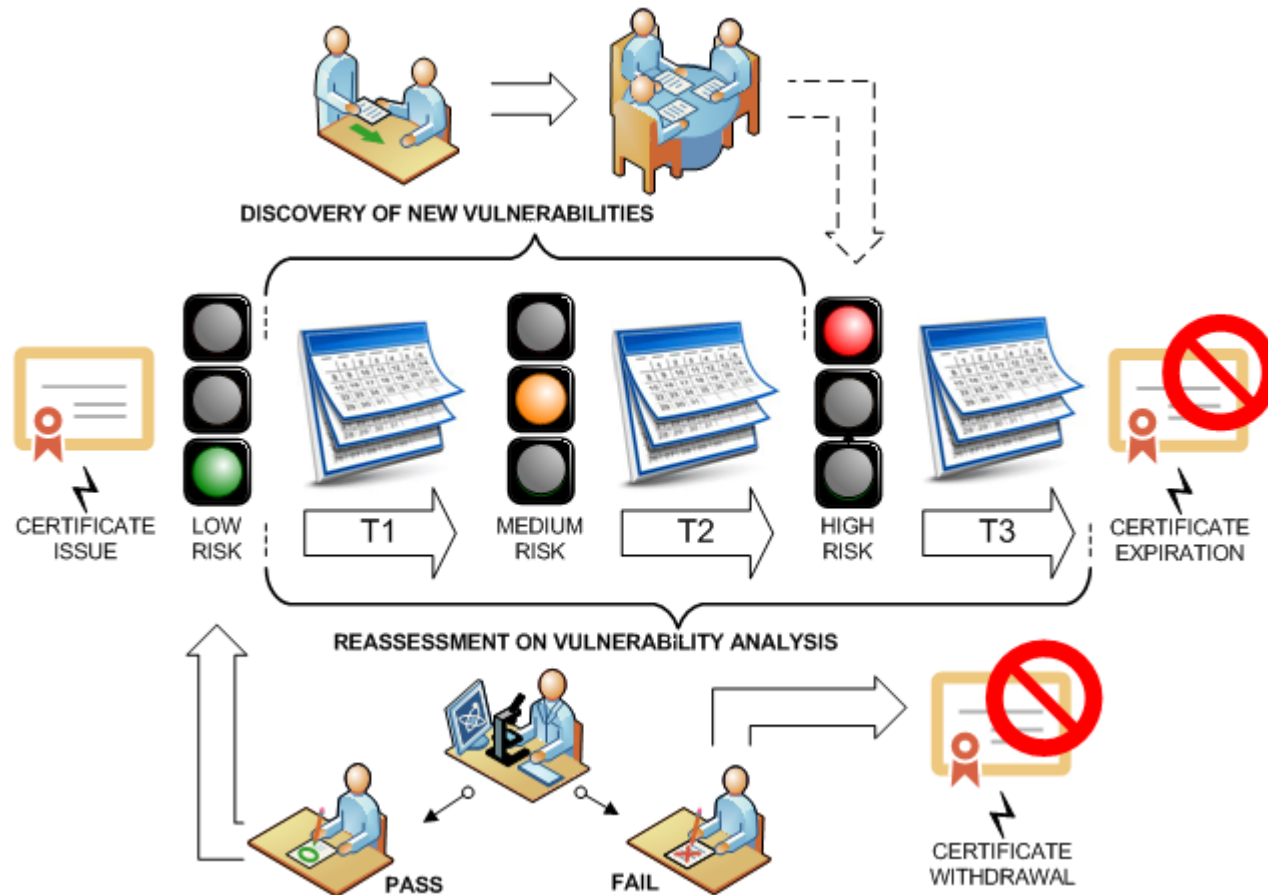 DISCOVERY OF NEW VULNERABILITIES
CERTIFICATE
ISSUE
LOW
RISK
T1
MEDIUM
RISK
T2
HIGH
RISK
T3
CERTIFICATE
EXPIRATION
REASSESSMENT ON VULNERABILITY ANALYSIS
PASS
FAIL
CERTIFICATE
WITHDRAWAL